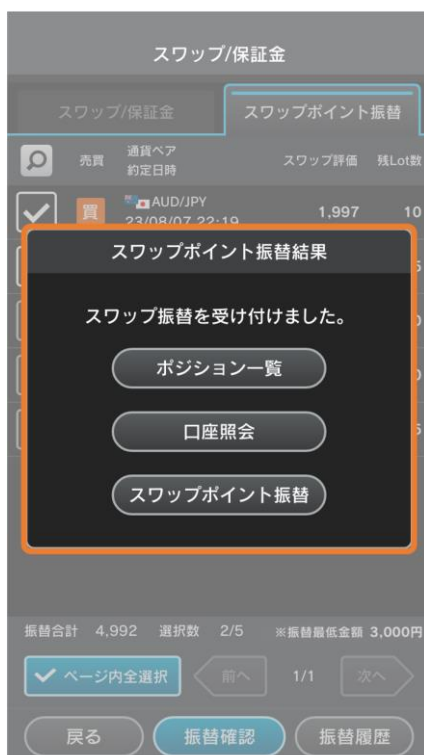 スワップ/保証金
スワップ/保証金
スワップポイント振替
売買
通貨ペア
約定日時
スワップ評価
残Lot数
買
AUD/JPY
23/08/07 22:19
1,997
10
スワップポイント振替結果
スワップ振替を受け付けました。
ポジション一覧
口座照会
スワップポイント振替
振替合計 4,992 選択数 2/5 ※振替最低金額 3,000円
ページ内全選択
前へ
1/1
次へ
戻る
振替確認
振替履歴